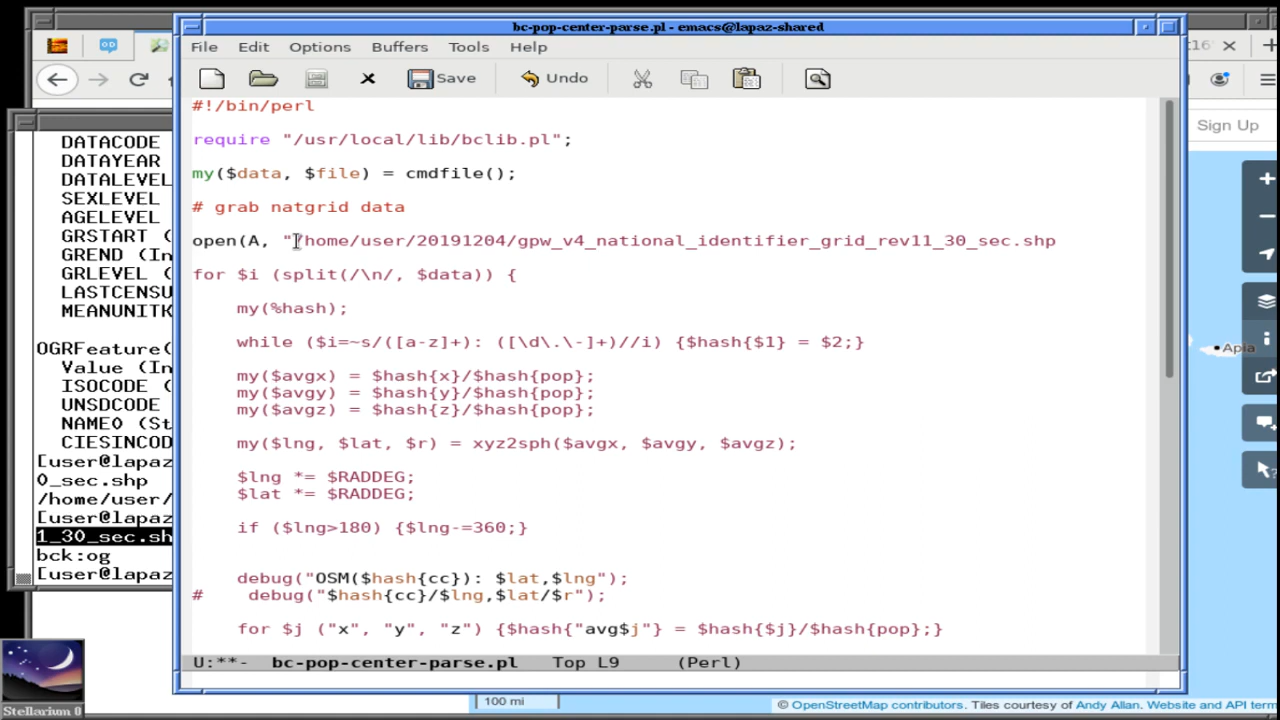 bc-pop-center-parse.pl - emacs@lapaz-shared
File Edit Options Buffers Tools Help
Save Undo
#!/bin/perl
require "/usr/local/lib/bclib.pl";
my($data, $file) = cmdfile();
# grab natgrid data
open(A, "/home/user/20191204/gpw_v4_national_identifier_grid_rev11_30_sec.shp
for $i (split(/\n/, $data)) {
my(%hash);
while ($i=~s/([a-z]+): ([\d\.\-]+)//i) {$hash{$1} = $2;}
my($avgx) = $hash{x}/$hash{pop};
my($avgy) = $hash{y}/$hash{pop};
my($avgz) = $hash{z}/$hash{pop};
my($lng, $lat, $r) = xyz2sph($avgx, $avgy, $avgz);
$lng *= $RADDEG;
$lat *= $RADDEG;
if ($lng>180) {$lng-=360;}
debug("OSM($hash{cc}): $lat,$lng");
# debug("$hash{cc}/$lng,$lat/$r");
for $j ("x", "y", "z") {$hash{"avg$j"} = $hash{$j}/$hash{pop};}
U:**- bc-pop-center-parse.pl Top L9 (Perl)
DATACODE
DATAYEAR
DATALEVEL
SEXLEVEL
AGELEVEL
GRSTART (
GREND (In
GRLEVEL (
LASTCENSU
MEANUNITK
OGRFeature(
Value (In
ISOCODE (
UNSDCODE
NAME0 (St
CIESINCOD
[user@lapaz
0_sec.shp
/home/user/
[user@lapaz
1_30_sec.sh
bck:og
[user@lapaz
Stellarium 0
Sign Up
Apia
100 mi
© OpenStreetMap contributors. Tiles courtesy of Andy Allan. Website and API term